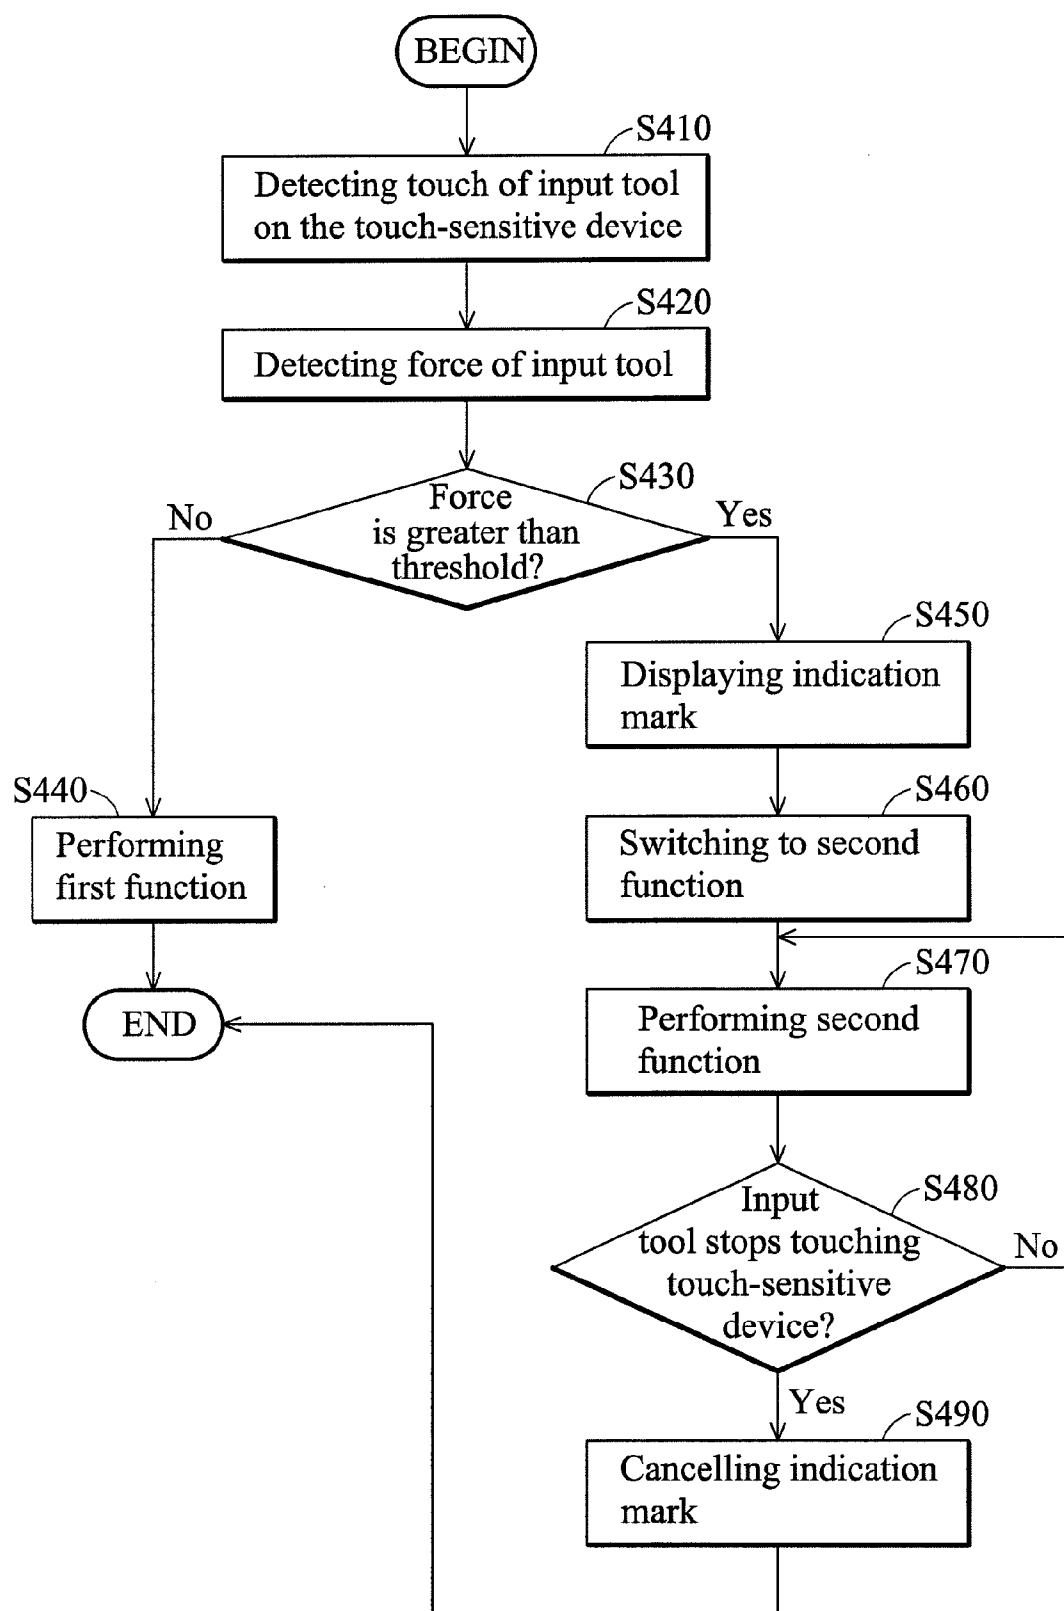 BEGIN
S410
Detecting touch of input tool
on the touch-sensitive device
S420
Detecting force of input tool
S430
Force
is greater than
threshold?
No
Yes
S450
Displaying indication
mark
S440
Performing
first function
S460
Switching to second
function
S470
Performing second
function
END
S480
Input
tool stops touching
touch-sensitive
device?
No
Yes
S490
Cancelling indication
mark